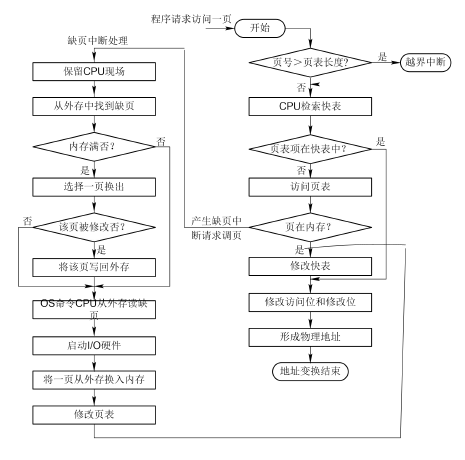 程序请求访问一页
开始
缺页中断处理
保留CPU现场
从外存中找到缺页
内存满否?
否
是
选择一页换出
否
该页被修改否?
是
将该页写回外存
OS命令CPU从外存读缺
页
启动I/O硬件
将一页从外存换入内存
修改页表
页号＞页表长度?
是
越界中断
否
CPU检索快表
页表项在快表中?
是
否
访问页表
产生缺页中
断请求调页
页在内存?
是
修改快表
修改访问位和修改位
形成物理地址
地址变换结束